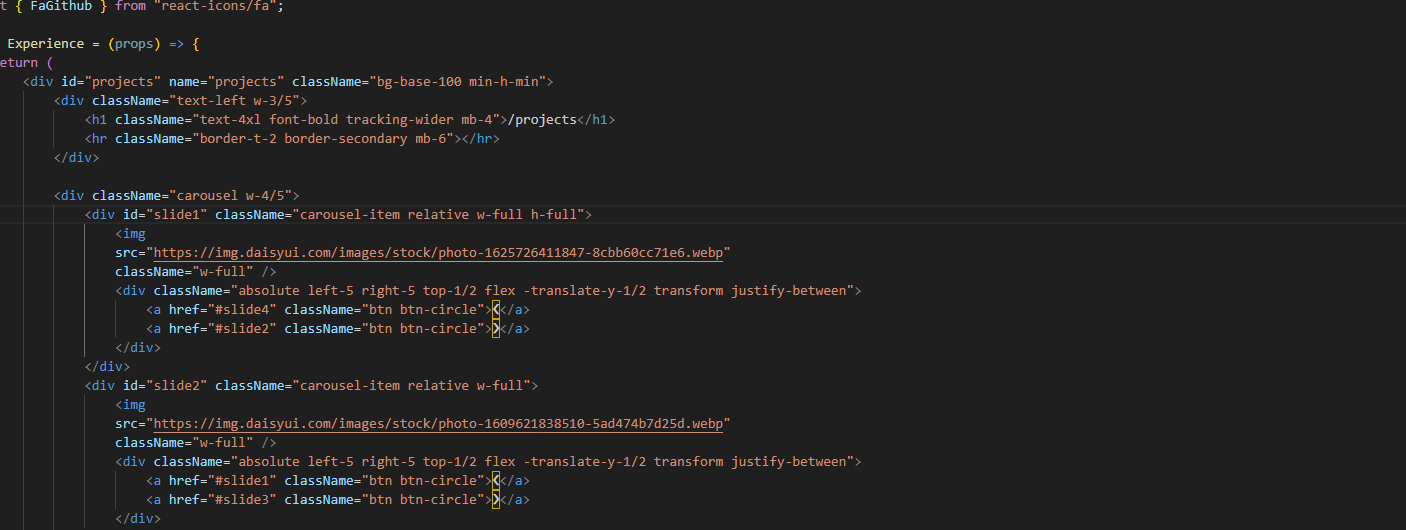 t { FaGithub } from "react-icons/fa";
Experience = (props) => {
eturn (
<div id="projects" name="projects" className="bg-base-100 min-h-min">
<div className="text-left w-3/5">
<h1 className="text-4xl font-bold tracking-wider mb-4">/projects</h1>
<hr className="border-t-2 border-secondary mb-6"></hr>
</div>
<div className="carousel w-4/5">
<div id="slide1" className="carousel-item relative w-full h-full">
<img
src="https://img.daisyui.com/images/stock/photo-1625726411847-8cbb60cc71e6.webp"
className="w-full" />
<div className="absolute left-5 right-5 top-1/2 flex -translate-y-1/2 transform justify-between">
<a href="#slide4" className="btn btn-circle">❮</a>
<a href="#slide2" className="btn btn-circle">❯</a>
</div>
</div>
<div id="slide2" className="carousel-item relative w-full">
<img
src="https://img.daisyui.com/images/stock/photo-1609621838510-5ad474b7d25d.webp"
className="w-full" />
<div className="absolute left-5 right-5 top-1/2 flex -translate-y-1/2 transform justify-between">
<a href="#slide1" className="btn btn-circle">❮</a>
<a href="#slide3" className="btn btn-circle">❯</a>
</div>